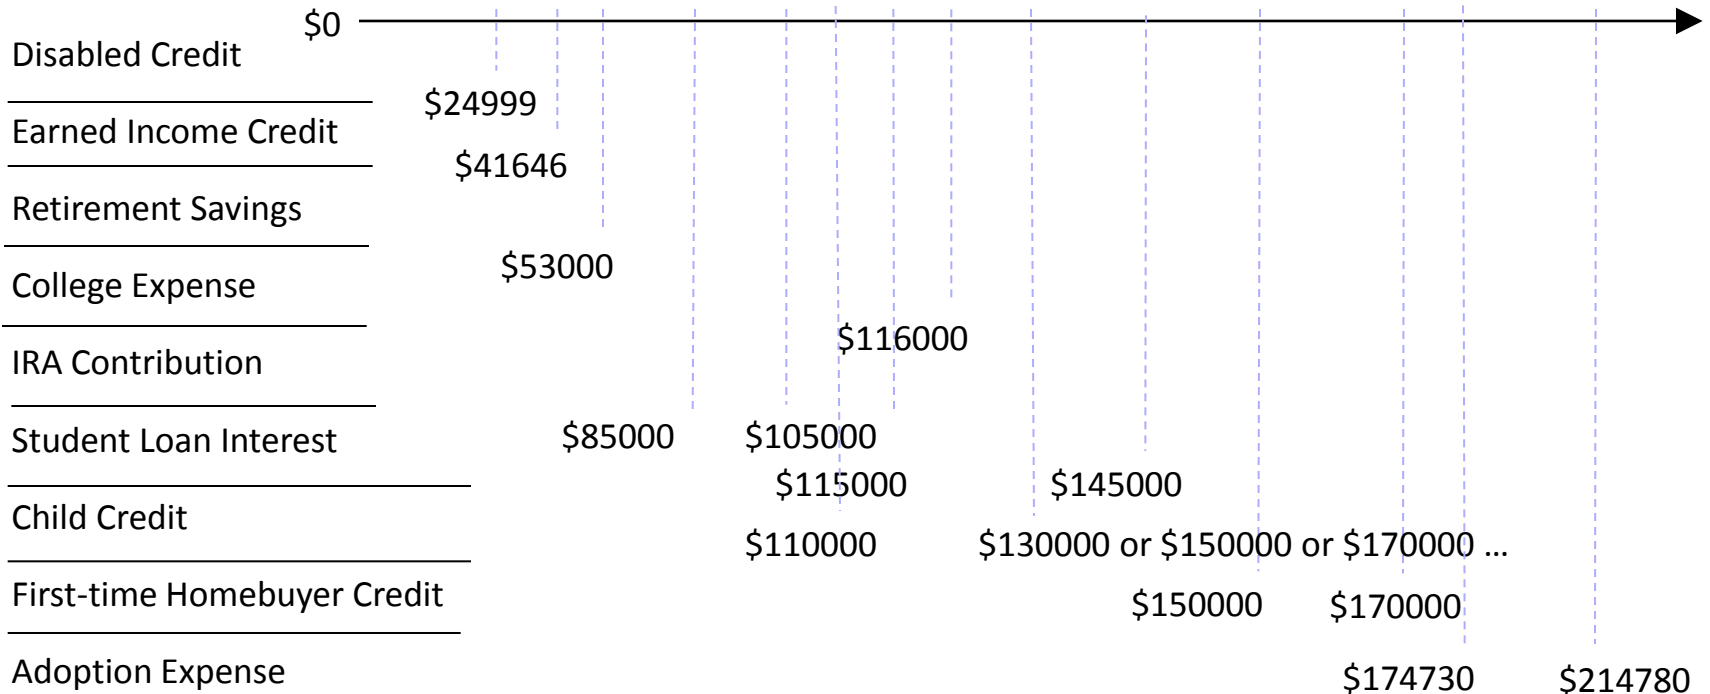 $0
Disabled Credit
$24999
Earned Income Credit
$41646
Retirement Savings
$53000
College Expense
$116000
IRA Contribution
Student Loan Interest $85000 $105000
$115000 $145000
Child Credit
$110000 $130000 or $150000 or $170000 ...
First-time Homebuyer Credit $150000 $170000
Adoption Expense $174730 $214780